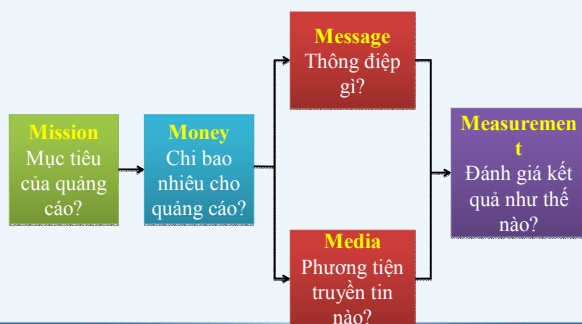 Mission
Mục tiêu
của quảng
cáo?
Money
Chi bao
nhiêu cho
quảng cáo?
Message
Thông điệp
gì?
Media
Phương tiện
truyền tin
nào?
Measuremen
t
Đánh giá kết
quả như thế
nào?